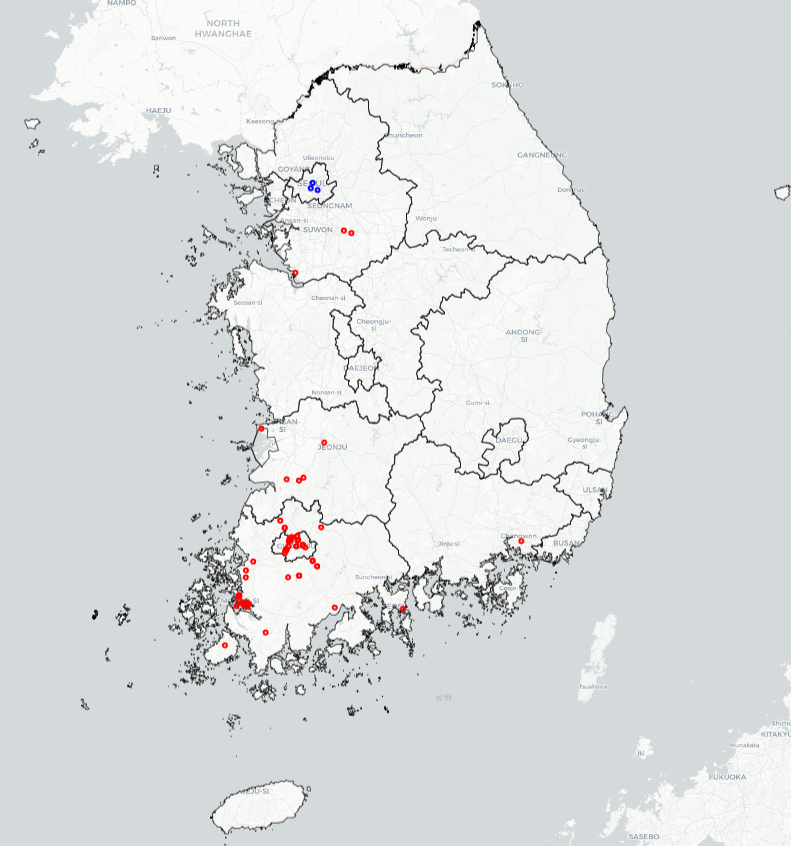 NAMPO
NORTH
HWANGHAE
Sariwon
HAEJU
Kaesong
SOKCHO
Chuncheon
GANGNEUNG
Uijeongbu
GOYANG
SEOUL
Donghae
SEONGNAM
Ansan-si
Wonju
SUWON
Jecheon-si
Seosan-si
Cheonan-si
Cheongju-
si
ANDONG-
SI
DAEJEON
Nonsan-si
Gumi-si
POHANG-
SI
SI
DAEGU
Gyeongju-
si
JEONJU
ULSAN
Changwon
BUSAN
Jinju-si
Suncheon-si
Geoje
Tsushima
Iki
Munakata
KITAKYU
FUKUOKA
JEJU-SI
SASEBO